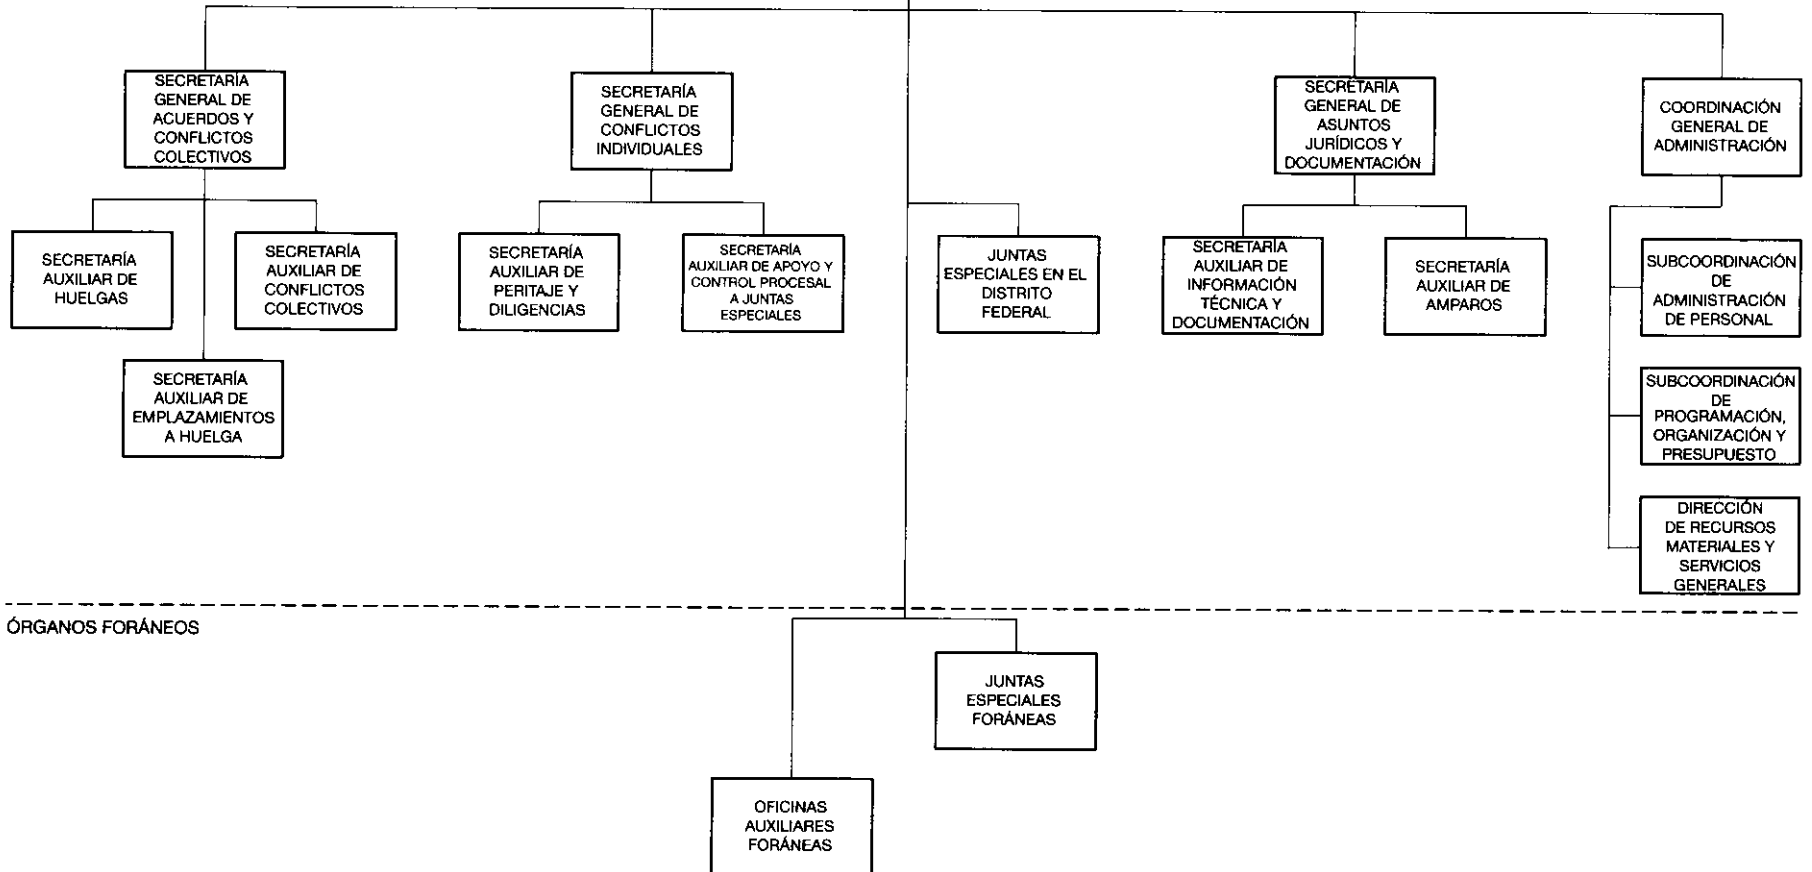 SECRETARÍA
GENERAL DE
ACUERDOS Y
CONFLICTOS
COLECTIVOS
SECRETARÍA
GENERAL DE
CONFLICTOS
INDIVIDUALES
SECRETARÍA
GENERAL DE
ASUNTOS
JURÍDICOS Y
DOCUMENTACIÓN
COORDINACIÓN
GENERAL DE
ADMINISTRACIÓN
SECRETARÍA
AUXILIAR DE
HUELGAS
SECRETARÍA
AUXILIAR DE
CONFLICTOS
COLECTIVOS
SECRETARÍA
AUXILIAR DE
EMPLAZAMIENTOS
A HUELGA
SECRETARÍA
AUXILIAR DE
PERITAJE Y
DILIGENCIAS
SECRETARÍA
AUXILIAR DE APOYO Y
CONTROL PROCESAL
A JUNTAS
ESPECIALES
JUNTAS
ESPECIALES EN EL
DISTRITO
FEDERAL
SECRETARÍA
AUXILIAR DE
INFORMACIÓN
TÉCNICA Y
DOCUMENTACIÓN
SECRETARÍA
AUXILIAR DE
AMPAROS
SUBCOORDINACIÓN
DE
ADMINISTRACIÓN
DE PERSONAL
SUBCOORDINACIÓN
DE
PROGRAMACIÓN,
ORGANIZACIÓN Y
PRESUPUESTO
DIRECCIÓN
DE RECURSOS
MATERIALES Y
SERVICIOS
GENERALES
ÓRGANOS FORÁNEOS
JUNTAS
ESPECIALES
FORÁNEAS
OFICINAS
AUXILIARES
FORÁNEAS